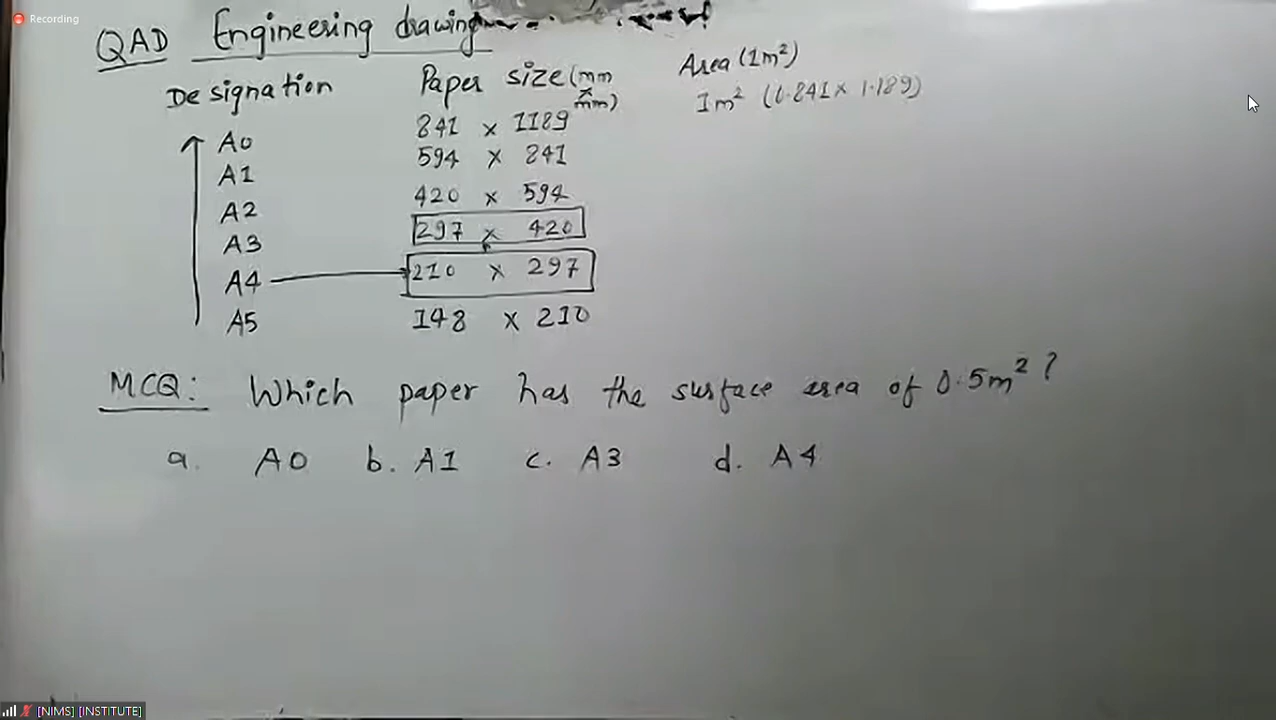 Recording
QAD Engineering drawing
Designation Paper size (mm x mm) Area (1m²)
1m² (0.841 x 1.189)
A0 841 x 1189
A1 594 x 841
A2 420 x 594
A3 297 x 420
A4 210 x 297
A5 148 x 210
MCQ: Which paper has the surface area of 0.5m²?
a. A0 b. A1 c. A3 d. A4
[NIMS] [INSTITUTE]